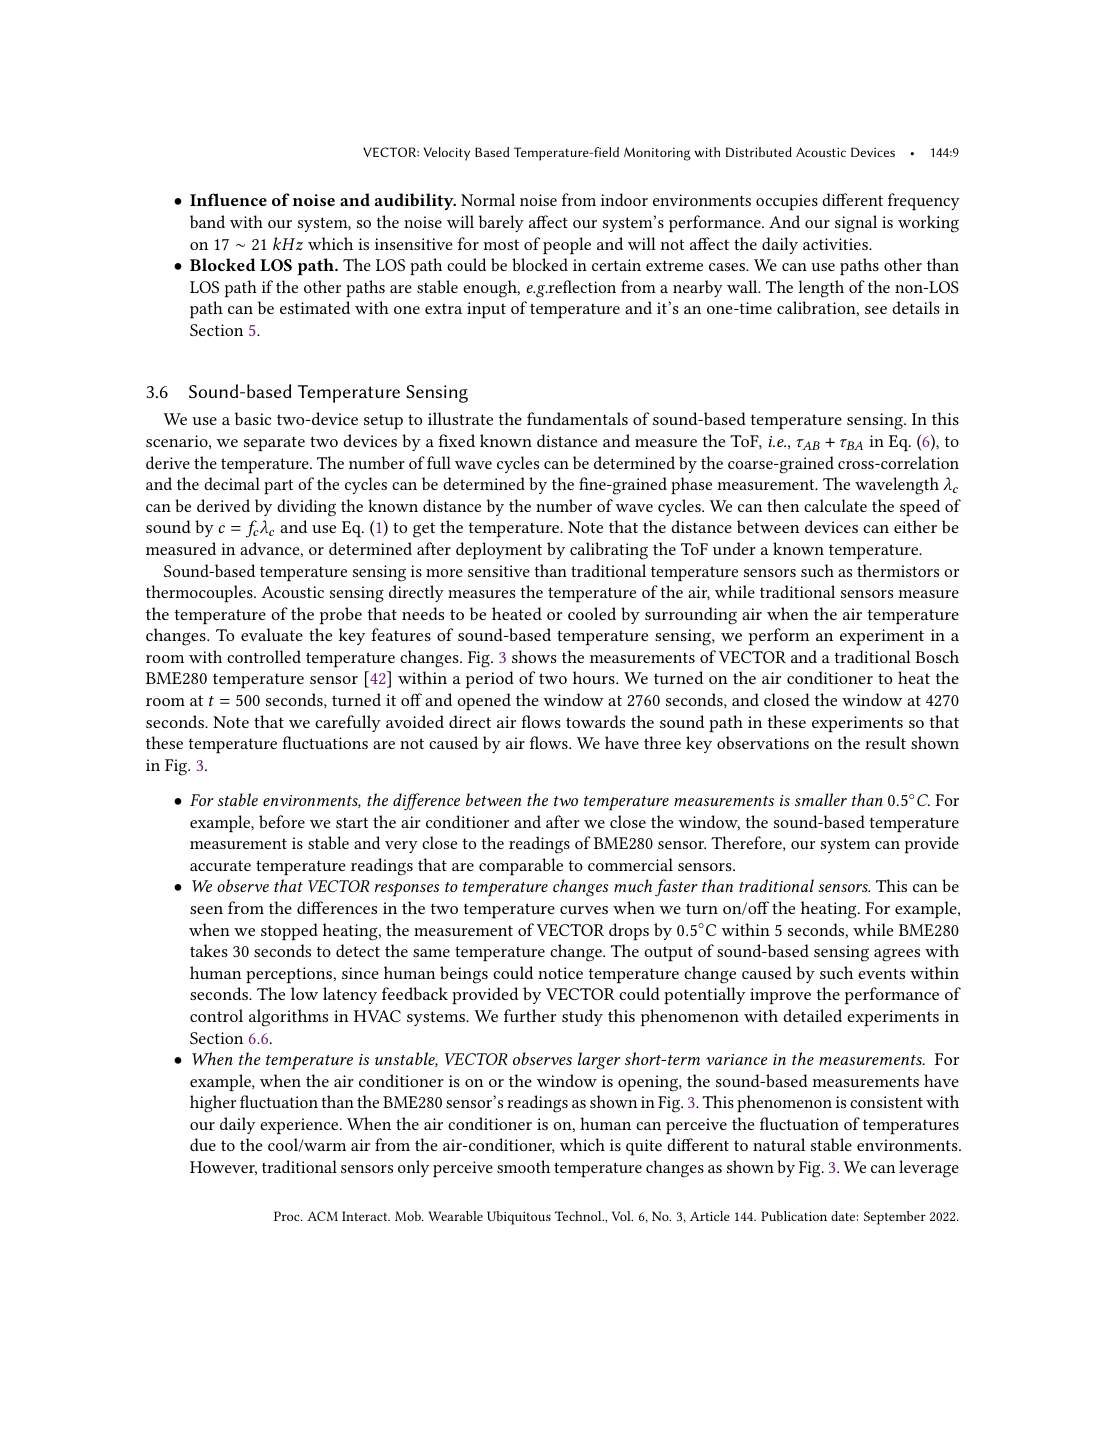 VECTOR: Velocity Based Temperature-field Monitoring with Distributed Acoustic Devices • 144:9
• Influence of noise and audibility. Normal noise from indoor environments occupies different frequency
band with our system, so the noise will barely affect our system's performance. And our signal is working
on 17 ∼ 21 kHz which is insensitive for most of people and will not affect the daily activities.
• Blocked LOS path. The LOS path could be blocked in certain extreme cases. We can use paths other than
LOS path if the other paths are stable enough, e.g.reflection from a nearby wall. The length of the non-LOS
path can be estimated with one extra input of temperature and it's an one-time calibration, see details in
Section 5.
3.6 Sound-based Temperature Sensing
We use a basic two-device setup to illustrate the fundamentals of sound-based temperature sensing. In this
scenario, we separate two devices by a fixed known distance and measure the ToF, i.e., τAB + τBA in Eq. (6), to
derive the temperature. The number of full wave cycles can be determined by the coarse-grained cross-correlation
and the decimal part of the cycles can be determined by the fine-grained phase measurement. The wavelength λc
can be derived by dividing the known distance by the number of wave cycles. We can then calculate the speed of
sound by c = fcλc and use Eq. (1) to get the temperature. Note that the distance between devices can either be
measured in advance, or determined after deployment by calibrating the ToF under a known temperature.
Sound-based temperature sensing is more sensitive than traditional temperature sensors such as thermistors or
thermocouples. Acoustic sensing directly measures the temperature of the air, while traditional sensors measure
the temperature of the probe that needs to be heated or cooled by surrounding air when the air temperature
changes. To evaluate the key features of sound-based temperature sensing, we perform an experiment in a
room with controlled temperature changes. Fig. 3 shows the measurements of VECTOR and a traditional Bosch
BME280 temperature sensor [42] within a period of two hours. We turned on the air conditioner to heat the
room at t = 500 seconds, turned it off and opened the window at 2760 seconds, and closed the window at 4270
seconds. Note that we carefully avoided direct air flows towards the sound path in these experiments so that
these temperature fluctuations are not caused by air flows. We have three key observations on the result shown
in Fig. 3.
• For stable environments, the difference between the two temperature measurements is smaller than 0.5°C. For
example, before we start the air conditioner and after we close the window, the sound-based temperature
measurement is stable and very close to the readings of BME280 sensor. Therefore, our system can provide
accurate temperature readings that are comparable to commercial sensors.
• We observe that VECTOR responses to temperature changes much faster than traditional sensors. This can be
seen from the differences in the two temperature curves when we turn on/off the heating. For example,
when we stopped heating, the measurement of VECTOR drops by 0.5°C within 5 seconds, while BME280
takes 30 seconds to detect the same temperature change. The output of sound-based sensing agrees with
human perceptions, since human beings could notice temperature change caused by such events within
seconds. The low latency feedback provided by VECTOR could potentially improve the performance of
control algorithms in HVAC systems. We further study this phenomenon with detailed experiments in
Section 6.6.
• When the temperature is unstable, VECTOR observes larger short-term variance in the measurements. For
example, when the air conditioner is on or the window is opening, the sound-based measurements have
higher fluctuation than the BME280 sensor's readings as shown in Fig. 3. This phenomenon is consistent with
our daily experience. When the air conditioner is on, human can perceive the fluctuation of temperatures
due to the cool/warm air from the air-conditioner, which is quite different to natural stable environments.
However, traditional sensors only perceive smooth temperature changes as shown by Fig. 3. We can leverage
Proc. ACM Interact. Mob. Wearable Ubiquitous Technol., Vol. 6, No. 3, Article 144. Publication date: September 2022.